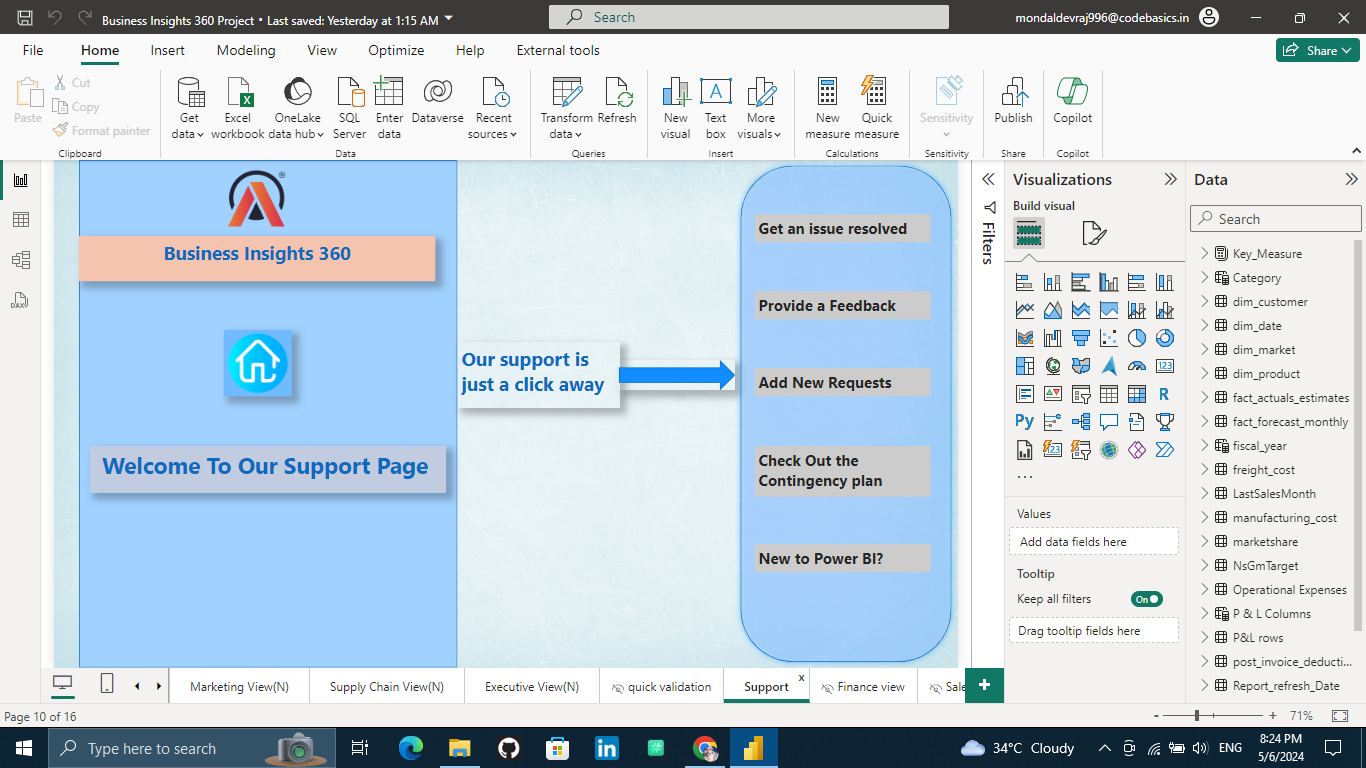 Business Insights 360 Project • Last saved: Yesterday at 1:15 AM
Search
mondaldevraj996@codebasics.in
File
Home
Insert
Modeling
View
Optimize
Help
External tools
Share
Paste
Cut
Copy
Format painter
Clipboard
Get
data
Excel
workbook
OneLake
data hub
SQL
Server
Enter
data
Dataverse
Recent
sources
Data
Transform
data
Refresh
Queries
New
visual
Text
box
More
visuals
Insert
New
measure
Quick
measure
Calculations
Sensitivity
Sensitivity
Publish
Share
Copilot
Copilot
Business Insights 360
Welcome To Our Support Page
Our support is
just a click away
Get an issue resolved
Provide a Feedback
Add New Requests
Check Out the
Contingency plan
New to Power BI?
Filters
Visualizations
Build visual
Values
Add data fields here
Tooltip
Keep all filters
On
Drag tooltip fields here
Data
Search
Key_Measure
Category
dim_customer
dim_date
dim_market
dim_product
fact_actuals_estimates
fact_forecast_monthly
fiscal_year
freight_cost
LastSalesMonth
manufacturing_cost
marketshare
NsGmTarget
Operational Expenses
P & L Columns
P&L rows
post_invoice_deducti...
Report_refresh_Date
Marketing View(N)
Supply Chain View(N)
Executive View(N)
quick validation
Support
x
Finance view
Sale
Page 10 of 16
- + 71%
Type here to search
34°C Cloudy
ENG
8:24 PM
5/6/2024